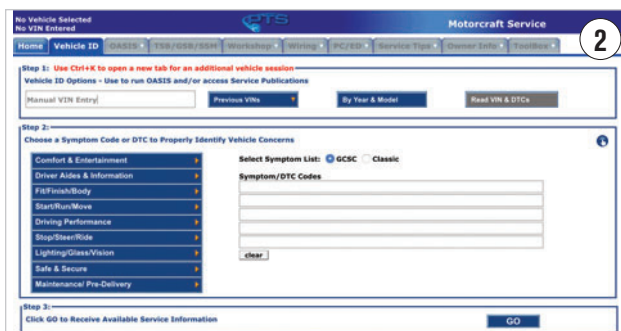 No Vehicle Selected
No VIN Entered
PTS
Motorcraft Service
2
Home Vehicle ID OASIS TSB/GSB/SSM Workshop Wiring PC/ED Service Tips Owner Info Toolbox
Step 1: Use Ctrl+K to open a new tab for an additional vehicle session
Vehicle ID Options - Use to run OASIS and/or access Service Publications
Manual VIN Entry
Previous VINs
By Year & Model
Read VIN & DTCs
Step 2:
Choose a Symptom Code or DTC to Properly Identify Vehicle Concerns
Comfort & Entertainment
Driver Aides & Information
Fit/Finish/Body
Start/Run/Move
Driving Performance
Stop/Steer/Ride
Lighting/Glass/Vision
Safe & Secure
Maintenance/ Pre-Delivery
Select Symptom List: GCSC Classic
Symptom/DTC Codes
clear
Step 3:
Click GO to Receive Available Service Information
GO